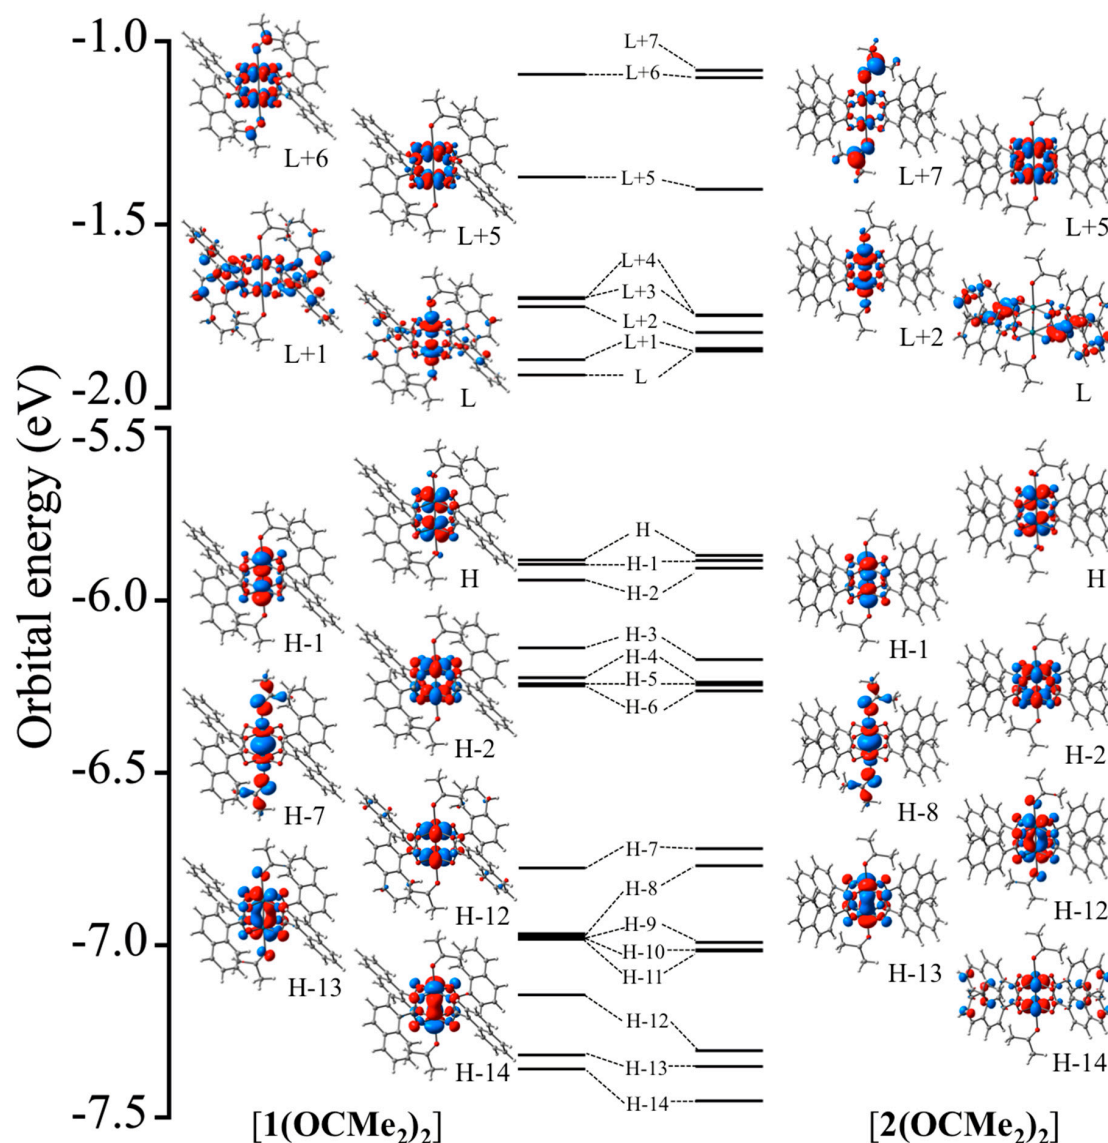 Orbital energy (eV)
-1.0
-1.5
-2.0
-5.5
-6.0
-6.5
-7.0
-7.5
L+6
L+5
L+1
L
H
H-1
H-2
H-7
H-12
H-13
H-14
L+7
L+6
L+5
L+4
L+3
L+2
L+1
L
H
H-1
H-2
H-3
H-4
H-5
H-6
H-7
H-8
H-9
H-10
H-11
H-12
H-13
H-14
L+7
L+5
L+2
L
H
H-1
H-2
H-8
H-12
H-13
H-14
[1(OCMe₂)₂]
[2(OCMe₂)₂]